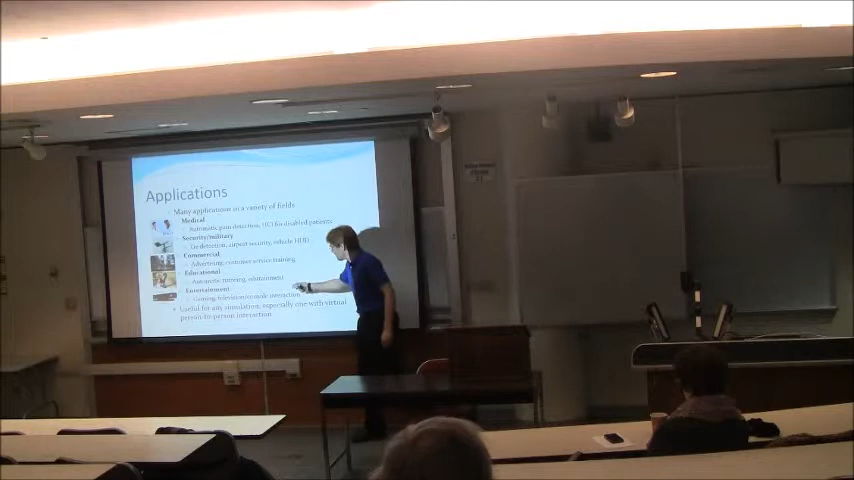 Applications
Many applications in a variety of fields
Medical
Automatic pain detection, HCI for disabled patients
Security/military
Lie detection, airport security, vehicle HUD
Commercial
Advertising, customer service training
Educational
Automatic tutoring, edutainment
Entertainment
Gaming, television/console interaction
Useful for any simulation, especially one with virtual
person-to-person interaction